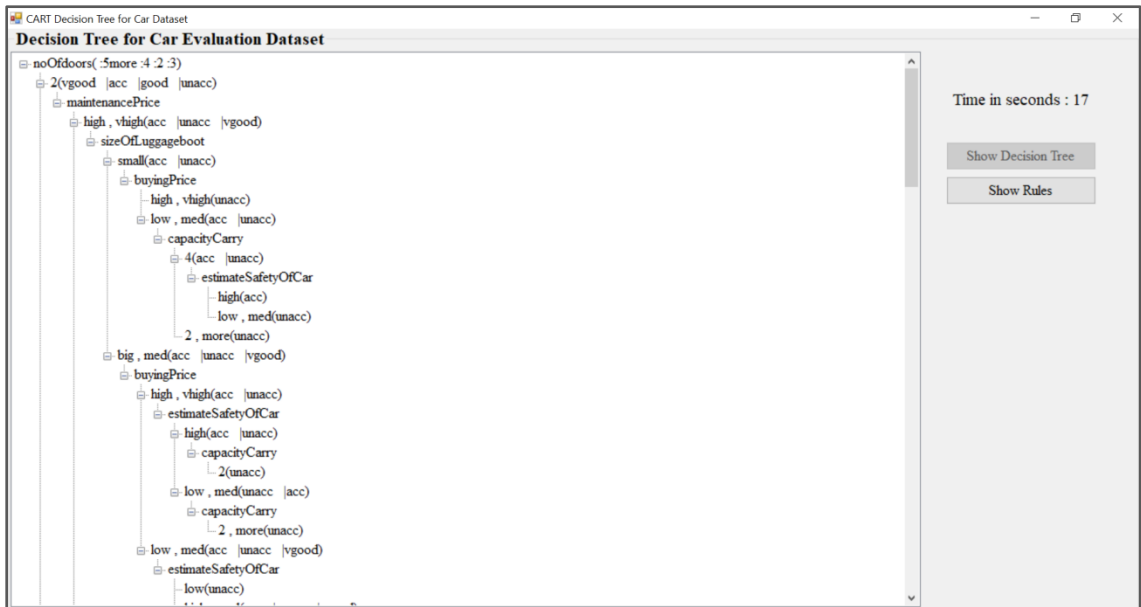 CART Decision Tree for Car Dataset
Decision Tree for Car Evaluation Dataset
noOfdoors( :5more :4 :2 :3)
2(vgood |acc |good |unacc)
maintenancePrice
high , vhigh(acc |unacc |vgood)
sizeOfLuggageboot
small(acc |unacc)
buyingPrice
high , vhigh(unacc)
low , med(acc |unacc)
capacityCarry
4(acc |unacc)
estimateSafetyOfCar
high(acc)
low , med(unacc)
2 , more(unacc)
big , med(acc |unacc |vgood)
buyingPrice
high , vhigh(acc |unacc)
estimateSafetyOfCar
high(acc |unacc)
capacityCarry
2(unacc)
low , med(unacc |acc)
capacityCarry
2 , more(unacc)
low , med(acc |unacc |vgood)
estimateSafetyOfCar
low(unacc)
Time in seconds : 17
Show Decision Tree
Show Rules